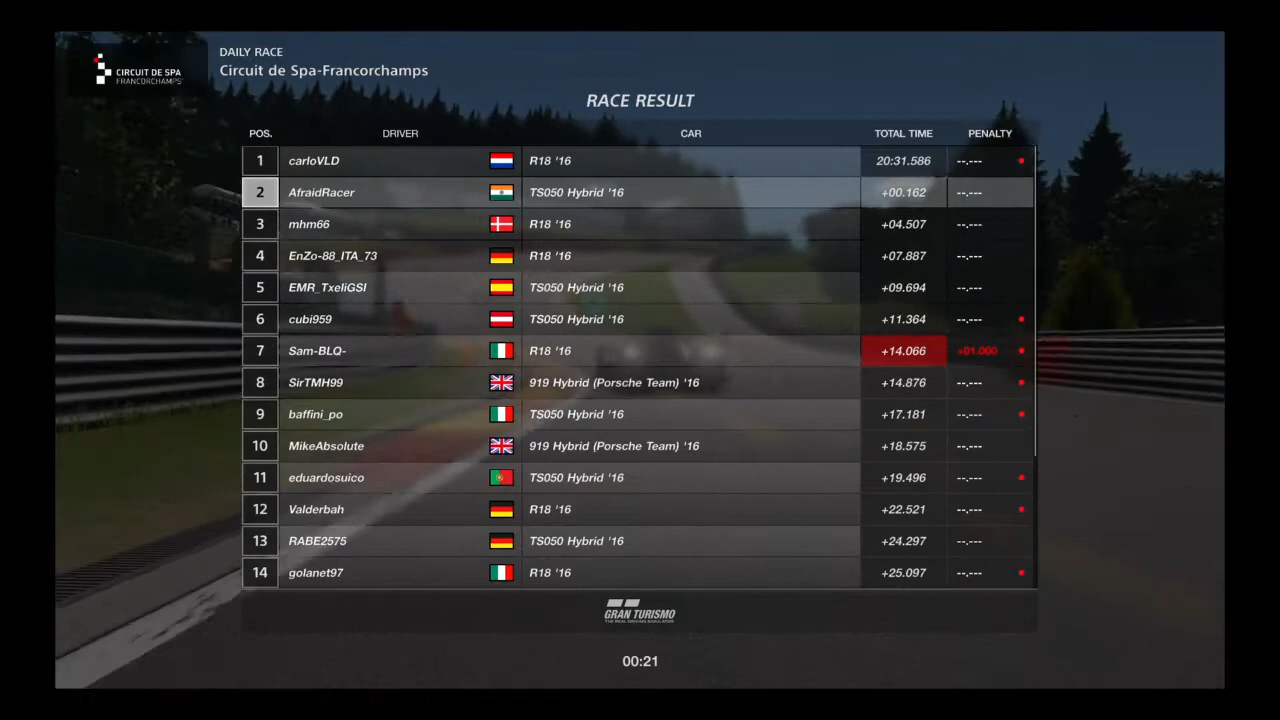 DAILY RACE
CIRCUIT DE SPA
FRANCORCHAMPS
Circuit de Spa-Francorchamps
RACE RESULT
POS. DRIVER CAR TOTAL TIME PENALTY
1 carloVLD R18 '16 20:31.586 --,---
2 AfraidRacer TS050 Hybrid '16 +00.162 --,---
3 mhm66 R18 '16 +04.507 --,---
4 EnZo-88_ITA_73 R18 '16 +07.887 --,---
5 EMR_TxeliGSI TS050 Hybrid '16 +09.694 --,---
6 cubi959 TS050 Hybrid '16 +11.364 --,---
7 Sam-BLQ- R18 '16 +14.066 +01.000
8 SirTMH99 919 Hybrid (Porsche Team) '16 +14.876 --,---
9 baffini_po TS050 Hybrid '16 +17.181 --,---
10 MikeAbsolute 919 Hybrid (Porsche Team) '16 +18.575 --,---
11 eduardosuico TS050 Hybrid '16 +19.496 --,---
12 Valderbah R18 '16 +22.521 --,---
13 RABE2575 TS050 Hybrid '16 +24.297 --,---
14 golanet97 R18 '16 +25.097 --,---
GRAN TURISMO
THE REAL DRIVING SIMULATOR
00:21